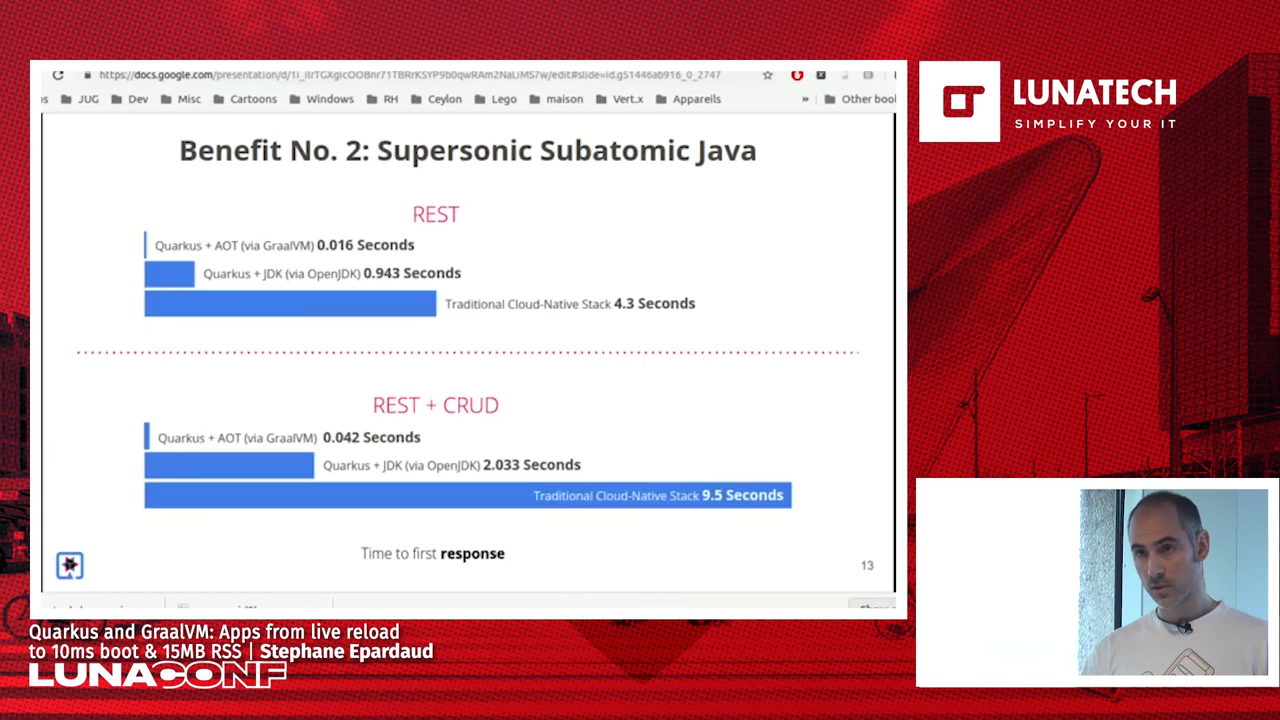 https://docs.google.com/presentation/d/1i_ilrTGXgicOOBnr71TBRrKSYP9b0qwRAm2NaLiMS7w/edit#slide=id.g51446ab916_0_2747
JUG Dev Misc Cartoons Windows RH Ceylon Lego maison Vert.x Appareils » Other bool
Benefit No. 2: Supersonic Subatomic Java
REST
Quarkus + AOT (via GraalVM) 0.016 Seconds
Quarkus + JDK (via OpenJDK) 0.943 Seconds
Traditional Cloud-Native Stack 4.3 Seconds
REST + CRUD
Quarkus + AOT (via GraalVM) 0.042 Seconds
Quarkus + JDK (via OpenJDK) 2.033 Seconds
Traditional Cloud-Native Stack 9.5 Seconds
Time to first response
13
LUNATECH
SIMPLIFY YOUR IT
Quarkus and GraalVM: Apps from live reload
to 10ms boot & 15MB RSS | Stephane Epardaud
LUNACONF